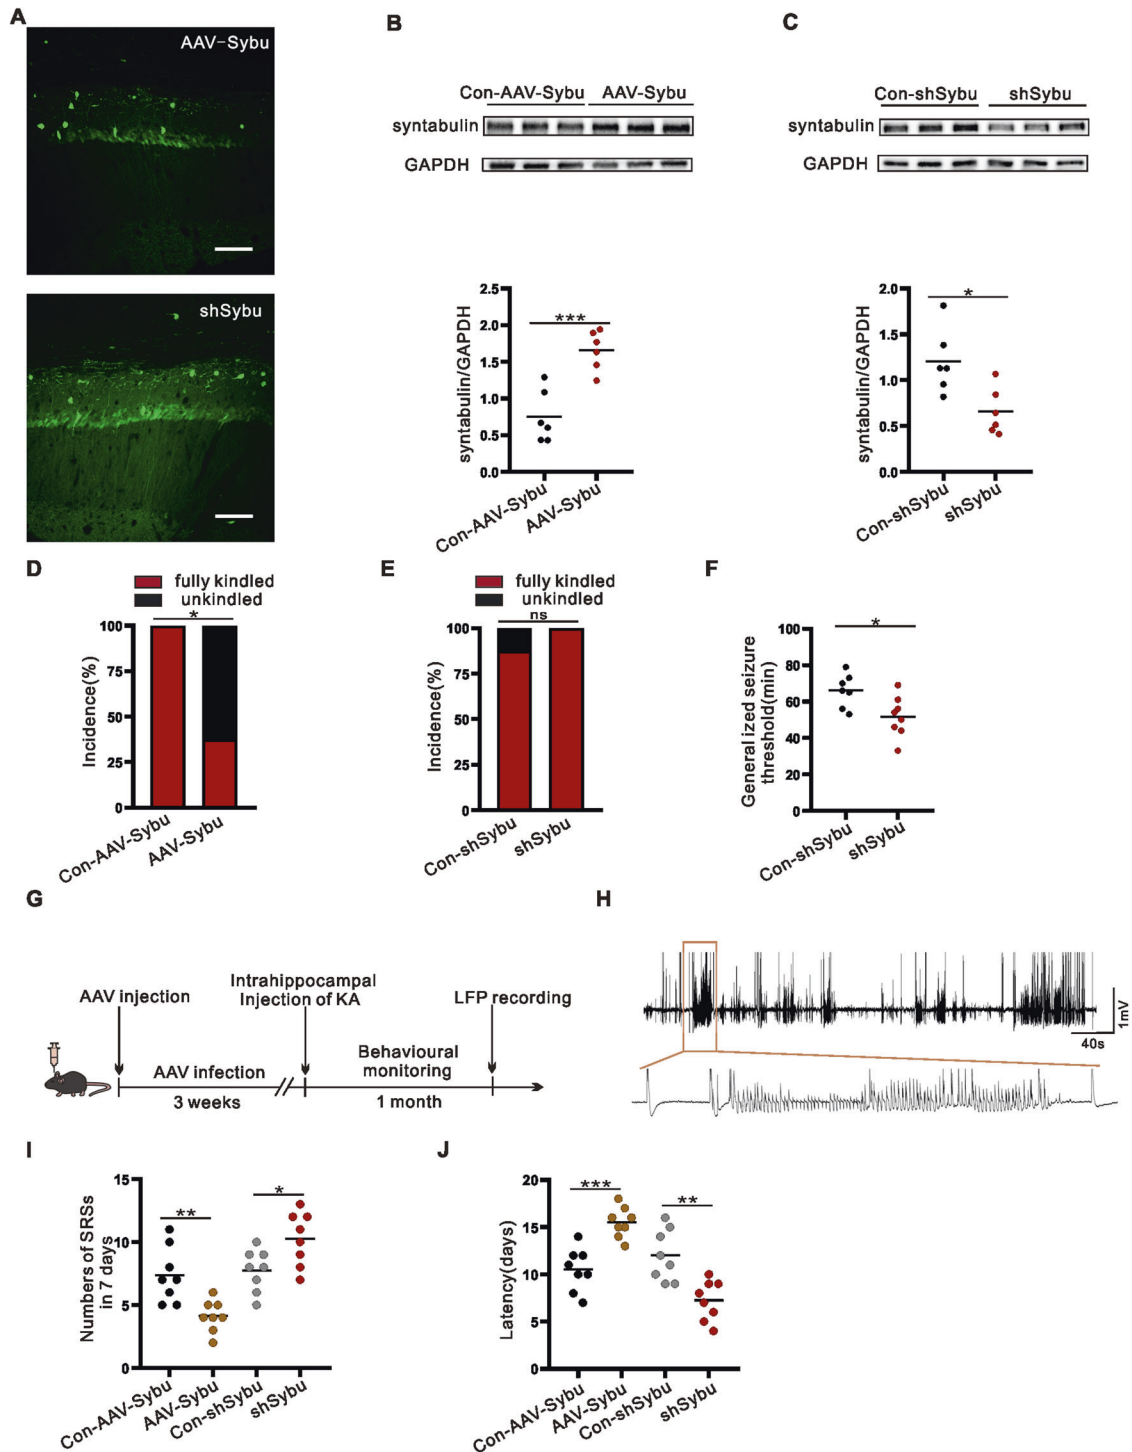 A
AAV-Sybu
shSybu
B
Con-AAV-Sybu AAV-Sybu
syntabulin
GAPDH
syntabulin/GAPDH
2.5
2.0
1.5
1.0
0.5
0.0
***
Con-AAV-Sybu
AAV-Sybu
C
Con-shSybu shSybu
syntabulin
GAPDH
syntabulin/GAPDH
2.0
1.5
1.0
0.5
0.0
*
Con-shSybu
shSybu
D
fully kindled
unkindled
*
Incidence(%)
100
75
50
25
0
Con-AAV-Sybu
AAV-Sybu
E
fully kindled
unkindled
ns
Incidence(%)
100
75
50
25
0
Con-shSybu
shSybu
F
General ized seizure
threshold(min)
100
80
60
40
20
0
*
Con-shSybu
shSybu
G
AAV injection
Intrahippocampal
Injection of KA
LFP recording
AAV infection
3 weeks
Behavioural
monitoring
1 month
H
1mV
40s
I
Numbers of SRSs
in 7 days
15
10
5
0
**
*
Con-AAV-Sybu
AAV-Sybu
Con-shSybu
shSybu
J
Latency(days)
20
15
10
5
0
***
**
Con-AAV-Sybu
AAV-Sybu
Con-shSybu
shSybu